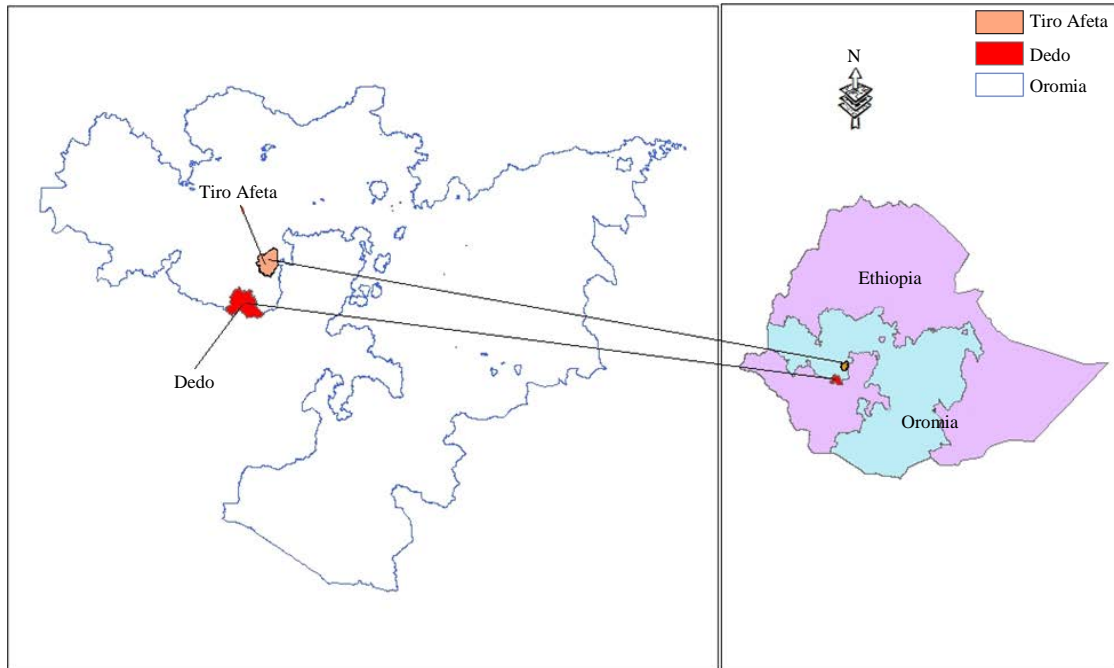 Tiro Afeta
Dedo
Oromia
N
Tiro Afeta
Dedo
Ethiopia
Oromia